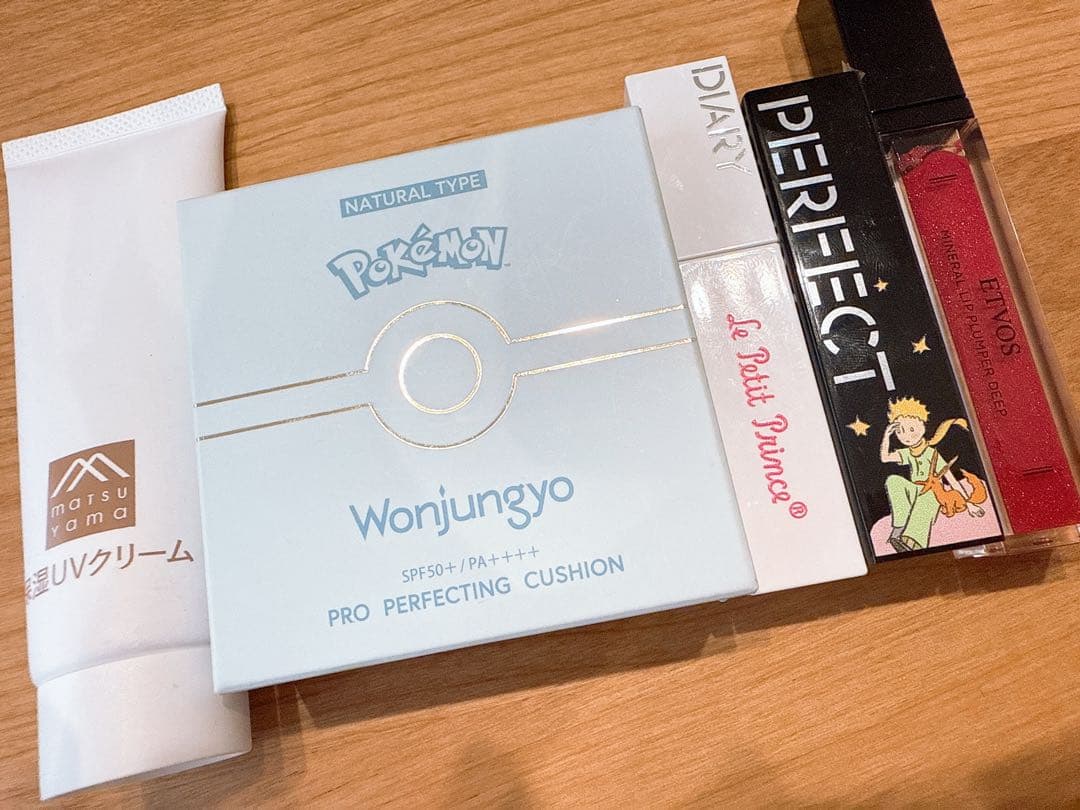 matsu
yama
保湿UVクリーム
NATURAL TYPE
POKéMON™
Wonjungyo
SPF50+/PA++++
PRO PERFECTING CUSHION
DIARY
Le Petit Prince®
PERFECT
ETVOS
MINERAL LIP PLUMPER DEEP